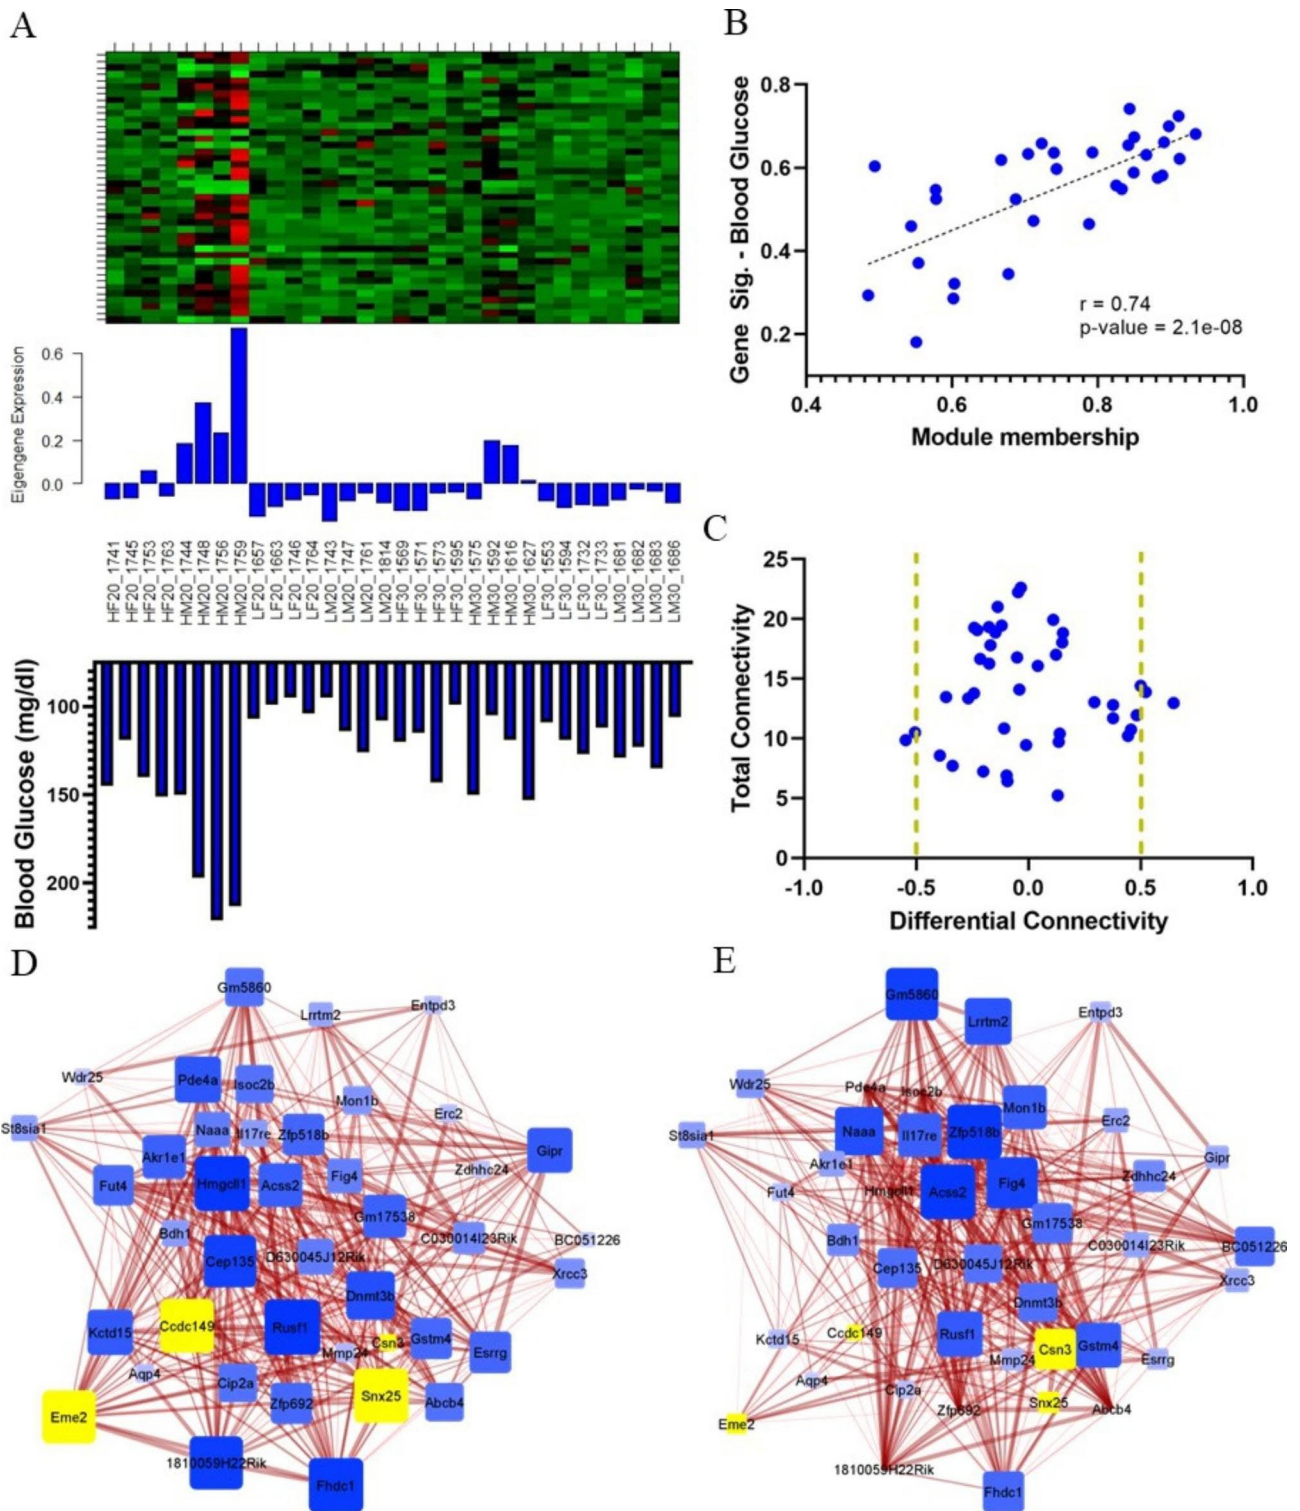 A
Eigengene Expression
0.6
0.4
0.2
0.0
HF20_1741
HF20_1745
HF20_1753
HF20_1763
HM20_1744
HM20_1748
HM20_1756
HM20_1759
LF20_1657
LF20_1663
LF20_1746
LF20_1764
LM20_1743
LM20_1747
LM20_1761
LM20_1814
HF30_1569
HF30_1571
HF30_1573
HF30_1595
HM30_1575
HM30_1592
HM30_1616
HM30_1627
LF30_1553
LF30_1594
LF30_1732
LF30_1733
LM30_1681
LM30_1682
LM30_1683
LM30_1686
Blood Glucose (mg/dl)
100
150
200
B
Gene Sig. - Blood Glucose
0.8
0.6
0.4
0.2
r = 0.74
p-value = 2.1e-08
0.4 0.6 0.8 1.0
Module membership
C
Total Connectivity
25
20
15
10
5
0
-1.0 -0.5 0.0 0.5 1.0
Differential Connectivity
D
Gm5860
Lrrtm2
Entpd3
Wdr25
Pde4a
Isoc2b
Mon1b
Erc2
St8sia1
Naaa
Il17re
Zfp518b
Akr1e1
Gipr
Zdhhc24
Fut4
Hmgcll1
Acss2
Fig4
Gm17538
Bdh1
C030014I23Rik
BC051226
Cep135
D630045J12Rik
Xrcc3
Dnmt3b
Kctd15
Ccdc149
Rusf1
Csn3
Gstm4
Mmp24
Esrrg
Aqp4
Cip2a
Zfp692
Snx25
Abcb4
Eme2
1810059H22Rik
Fhdc1
E
Gm5860
Lrrtm2
Entpd3
Wdr25
Pde4a
Isoc2b
Mon1b
Erc2
St8sia1
Naaa
Il17re
Zfp518b
Akr1e1
Gipr
Zdhhc24
Fut4
Hmgcll1
Acss2
Fig4
Gm17538
Bdh1
C030014I23Rik
BC051226
Cep135
D630045J12Rik
Xrcc3
Dnmt3b
Kctd15
Ccdc149
Rusf1
Csn3
Gstm4
Mmp24
Esrrg
Aqp4
Cip2a
Zfp692
Snx25
Abcb4
Eme2
1810059H22Rik
Fhdc1